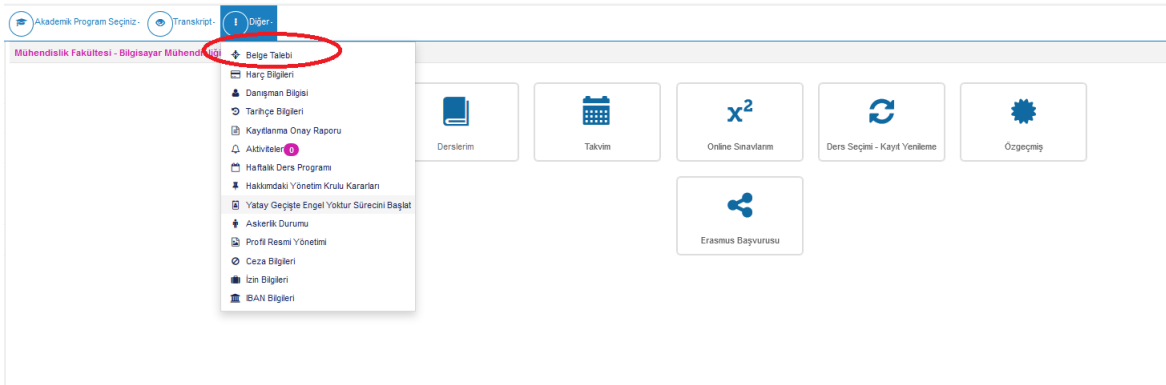 Akademik Program Seçiniz- Transkript- Diğer-
Mühendislik Fakültesi - Bilgisayar Mühendisliği
Belge Talebi
Harç Bilgileri
Danışman Bilgisi
Tarihçe Bilgileri
Kayıtlanma Onay Raporu
Aktiviteler 0
Haftalık Ders Programı
Hakkımdaki Yönetim Krulu Kararları
Yatay Geçişte Engel Yoktur Sürecini Başlat
Askerlik Durumu
Profil Resmi Yönetimi
Ceza Bilgileri
İzin Bilgileri
IBAN Bilgileri
Derslerim
Takvim
x²
Online Sınavlarım
Ders Seçimi - Kayıt Yenileme
Özgeçmiş
Erasmus Başvurusu